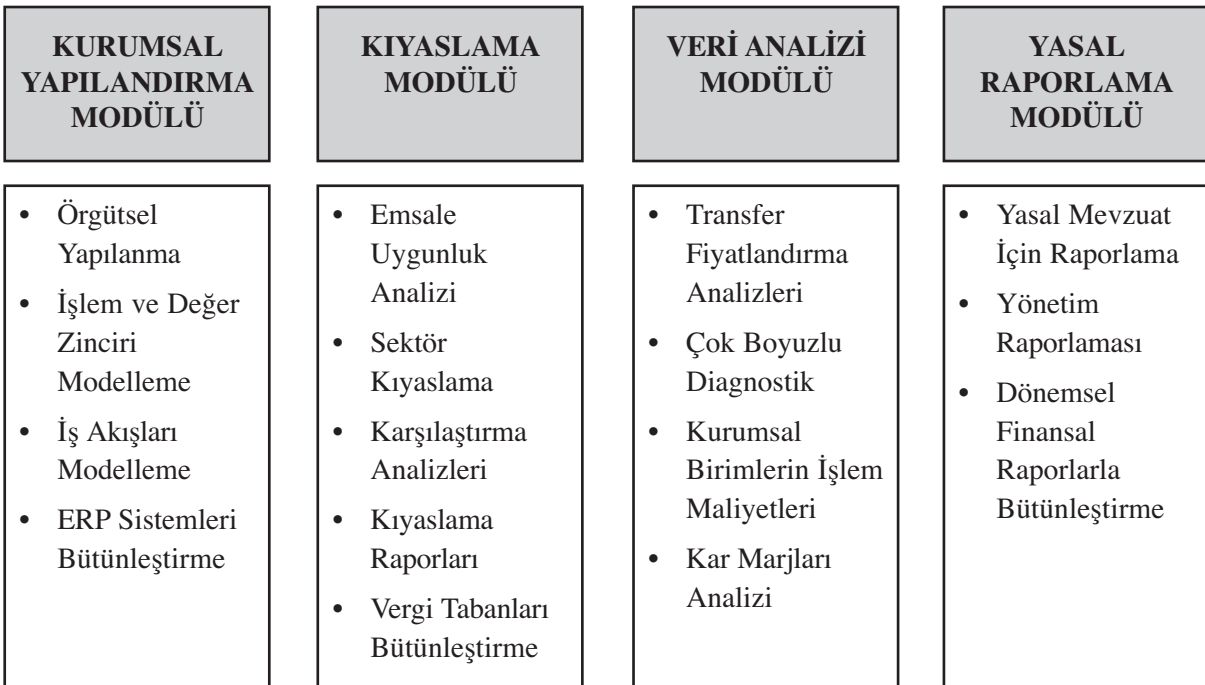 KURUMSAL
YAPILANDIRMA
MODÜLÜ
• Örgütsel
Yapılanma
• İşlem ve Değer
Zinciri
Modelleme
• İş Akışları
Modelleme
• ERP Sistemleri
Bütünleştirme
KIYASLAMA
MODÜLÜ
• Emsale
Uygunluk
Analizi
• Sektör
Kıyaslama
• Karşılaştırma
Analizleri
• Kıyaslama
Raporları
• Vergi Tabanları
Bütünleştirme
VERİ ANALİZİ
MODÜLÜ
• Transfer
Fiyatlandırma
Analizleri
• Çok Boyuzlu
Diagnostik
• Kurumsal
Birimlerin İşlem
Maliyetleri
• Kar Marjları
Analizi
YASAL
RAPORLAMA
MODÜLÜ
• Yasal Mevzuat
İçin Raporlama
• Yönetim
Raporlaması
• Dönemsel
Finansal
Raporlarla
Bütünleştirme